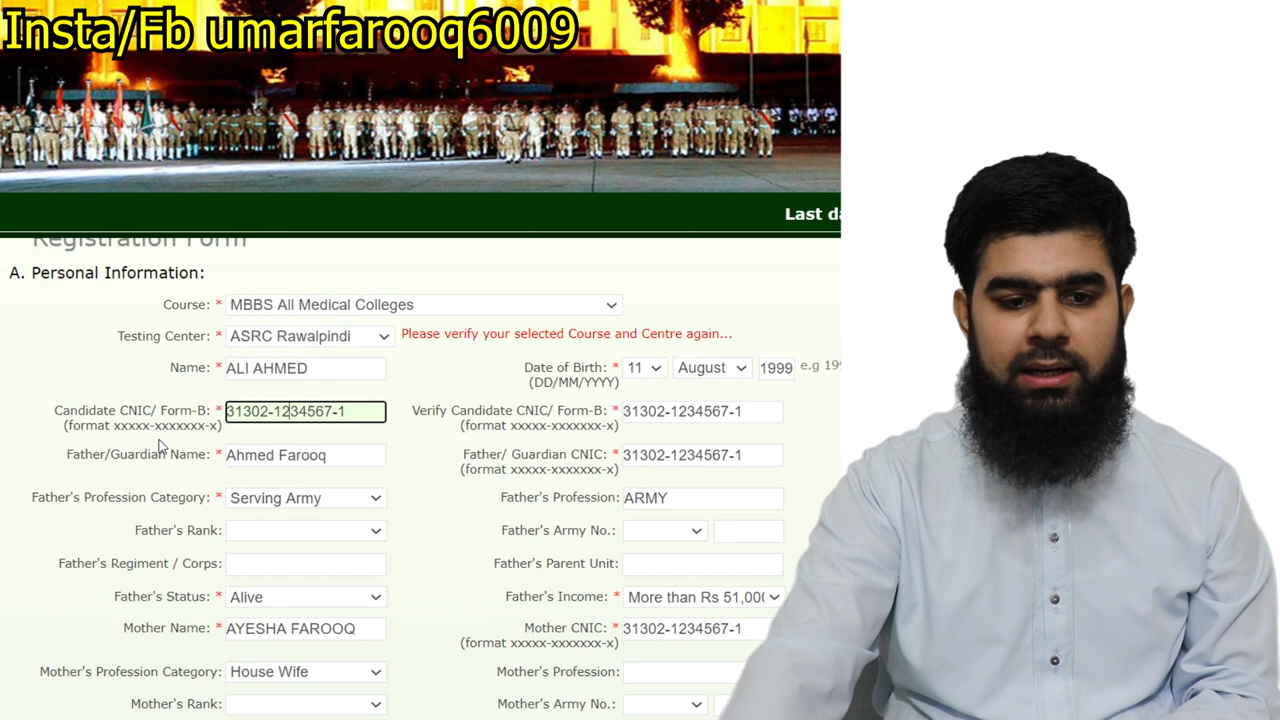 Insta/Fb umarfarooq6009
Last da
Registration Form
A. Personal Information:
Course: * MBBS All Medical Colleges
Testing Center: * ASRC Rawalpindi Please verify your selected Course and Centre again...
Name: * ALI AHMED Date of Birth: * 11 August 1999 e.g 199
(DD/MM/YYYY)
Candidate CNIC/ Form-B: * 31302-1234567-1 Verify Candidate CNIC/ Form-B: * 31302-1234567-1
(format xxxxx-xxxxxxx-x) (format xxxxx-xxxxxxx-x)
Father/Guardian Name: * Ahmed Farooq Father/ Guardian CNIC: * 31302-1234567-1
(format xxxxx-xxxxxxx-x)
Father's Profession Category: * Serving Army Father's Profession: ARMY
Father's Rank: Father's Army No.:
Father's Regiment / Corps: Father's Parent Unit:
Father's Status: * Alive Father's Income: * More than Rs 51,000
Mother Name: * AYESHA FAROOQ Mother CNIC: * 31302-1234567-1
(format xxxxx-xxxxxxx-x)
Mother's Profession Category: House Wife Mother's Profession:
Mother's Rank: Mother's Army No.: